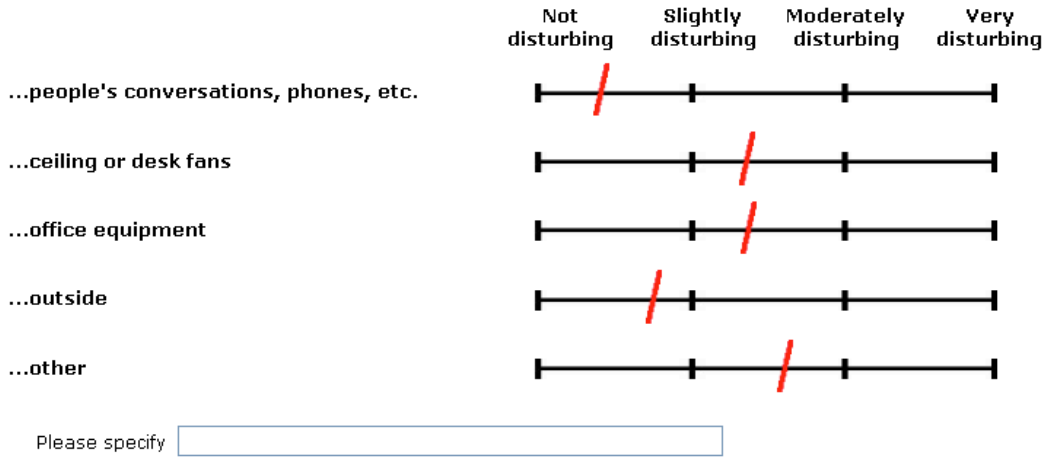 Not Slightly Moderately Very
disturbing disturbing disturbing disturbing
...people's conversations, phones, etc.
...ceiling or desk fans
...office equipment
...outside
...other
Please specify